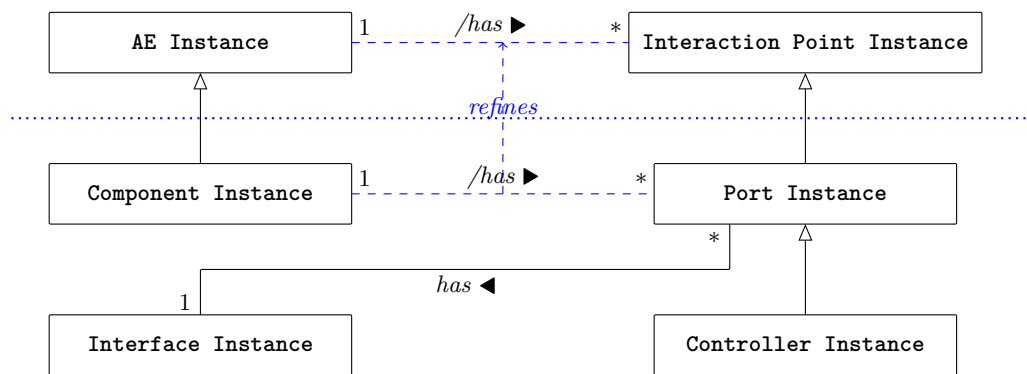 1 /has ▶ *
AE Instance Interaction Point Instance
refines
1 /has ▶ *
Component Instance Port Instance
*
has ◀
1
Interface Instance Controller Instance